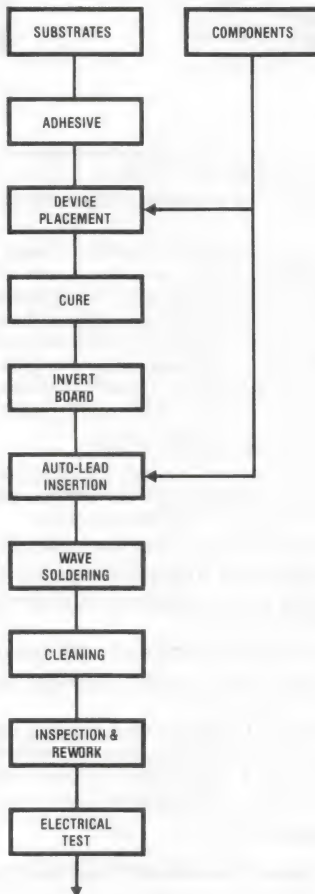 SUBSTRATES
COMPONENTS
ADHESIVE
DEVICE
PLACEMENT
CURE
INVERT
BOARD
AUTO-LEAD
INSERTION
WAVE
SOLDERING
CLEANING
INSPECTION &
REWORK
ELECTRICAL
TEST